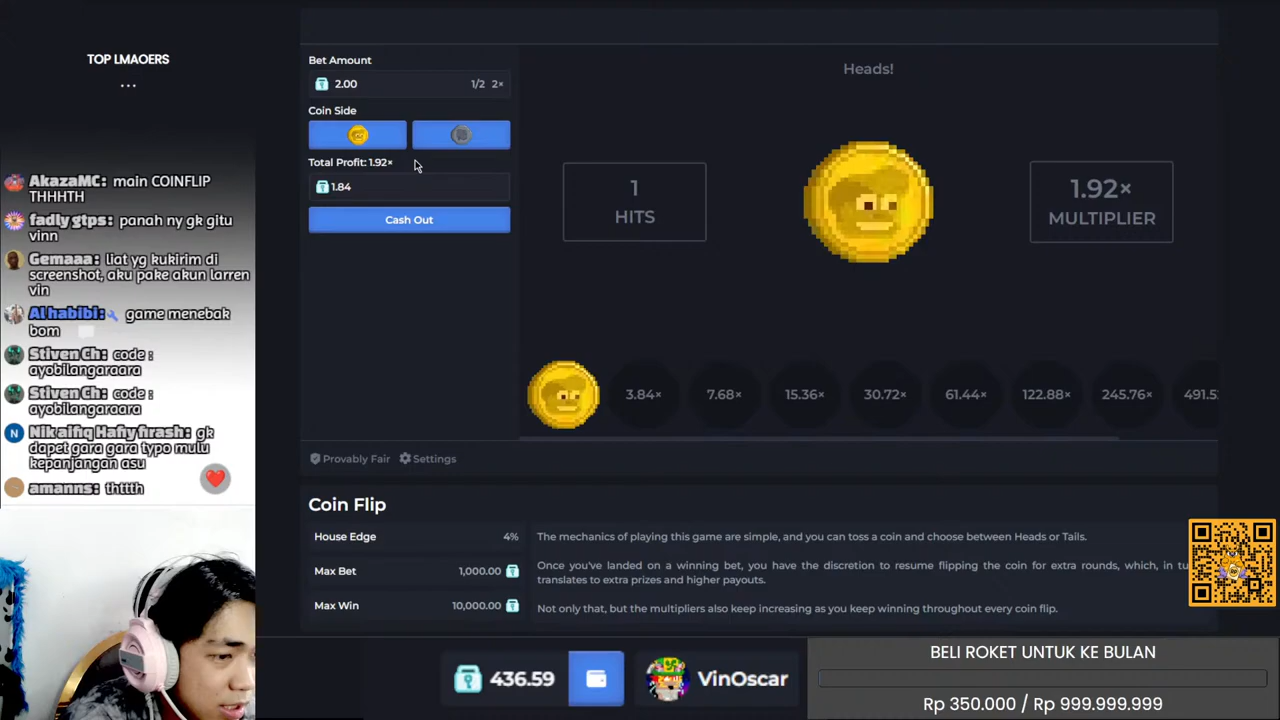 TOP LMAOERS
...
AkazaMC: main COINFLIP
THHHTH
fadly gtps: panah ny gk gitu
vinn
Gemaaa: liat yg kukirim di
screenshot, aku pake akun larren
vin
Al habibi: game menebak
bom
Stiven Ch: code :
ayobilangaraara
Stiven Ch: code :
ayobilangaraara
N Nik aifiq Hafiy firash: gk
dapet gara gara typo mulu
kepanjangan asu
amanns: thttth
Bet Amount
2.00 1/2 2×
Coin Side
Total Profit: 1.92×
1.84
Cash Out
Heads!
1
HITS
1.92×
MULTIPLIER
3.84× 7.68× 15.36× 30.72× 61.44× 122.88× 245.76× 491.5
Provably Fair Settings
Coin Flip
House Edge 4%
Max Bet 1,000.00
Max Win 10,000.00
The mechanics of playing this game are simple, and you can toss a coin and choose between Heads or Tails.
Once you've landed on a winning bet, you have the discretion to resume flipping the coin for extra rounds, which, in tu
translates to extra prizes and higher payouts.
Not only that, but the multipliers also keep increasing as you keep winning throughout every coin flip.
436.59 VinOscar
BELI ROKET UNTUK KE BULAN
Rp 350.000 / Rp 999.999.999